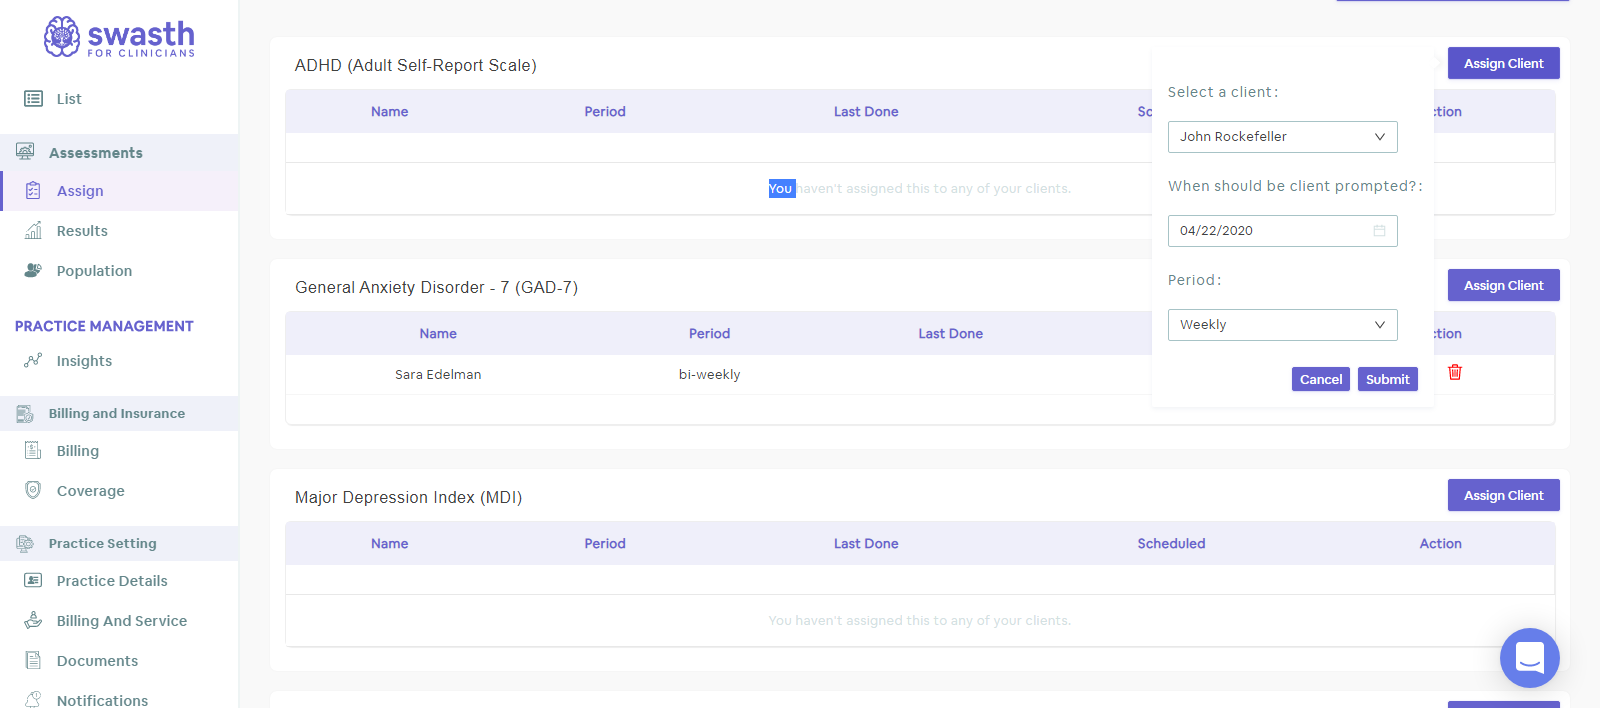 swasth
FOR CLINICIANS
List
Assessments
Assign
Results
Population
PRACTICE MANAGEMENT
Insights
Billing and Insurance
Billing
Coverage
Practice Setting
Practice Details
Billing And Service
Documents
Notifications
ADHD (Adult Self-Report Scale)
Assign Client
Name Period Last Done Sc ction
You haven't assigned this to any of your clients.
Select a client:
John Rockefeller
When should be client prompted?:
04/22/2020
Period:
Weekly
Cancel Submit
General Anxiety Disorder - 7 (GAD-7)
Assign Client
Name Period Last Done ction
Sara Edelman bi-weekly
Major Depression Index (MDI)
Assign Client
Name Period Last Done Scheduled Action
You haven't assigned this to any of your clients.